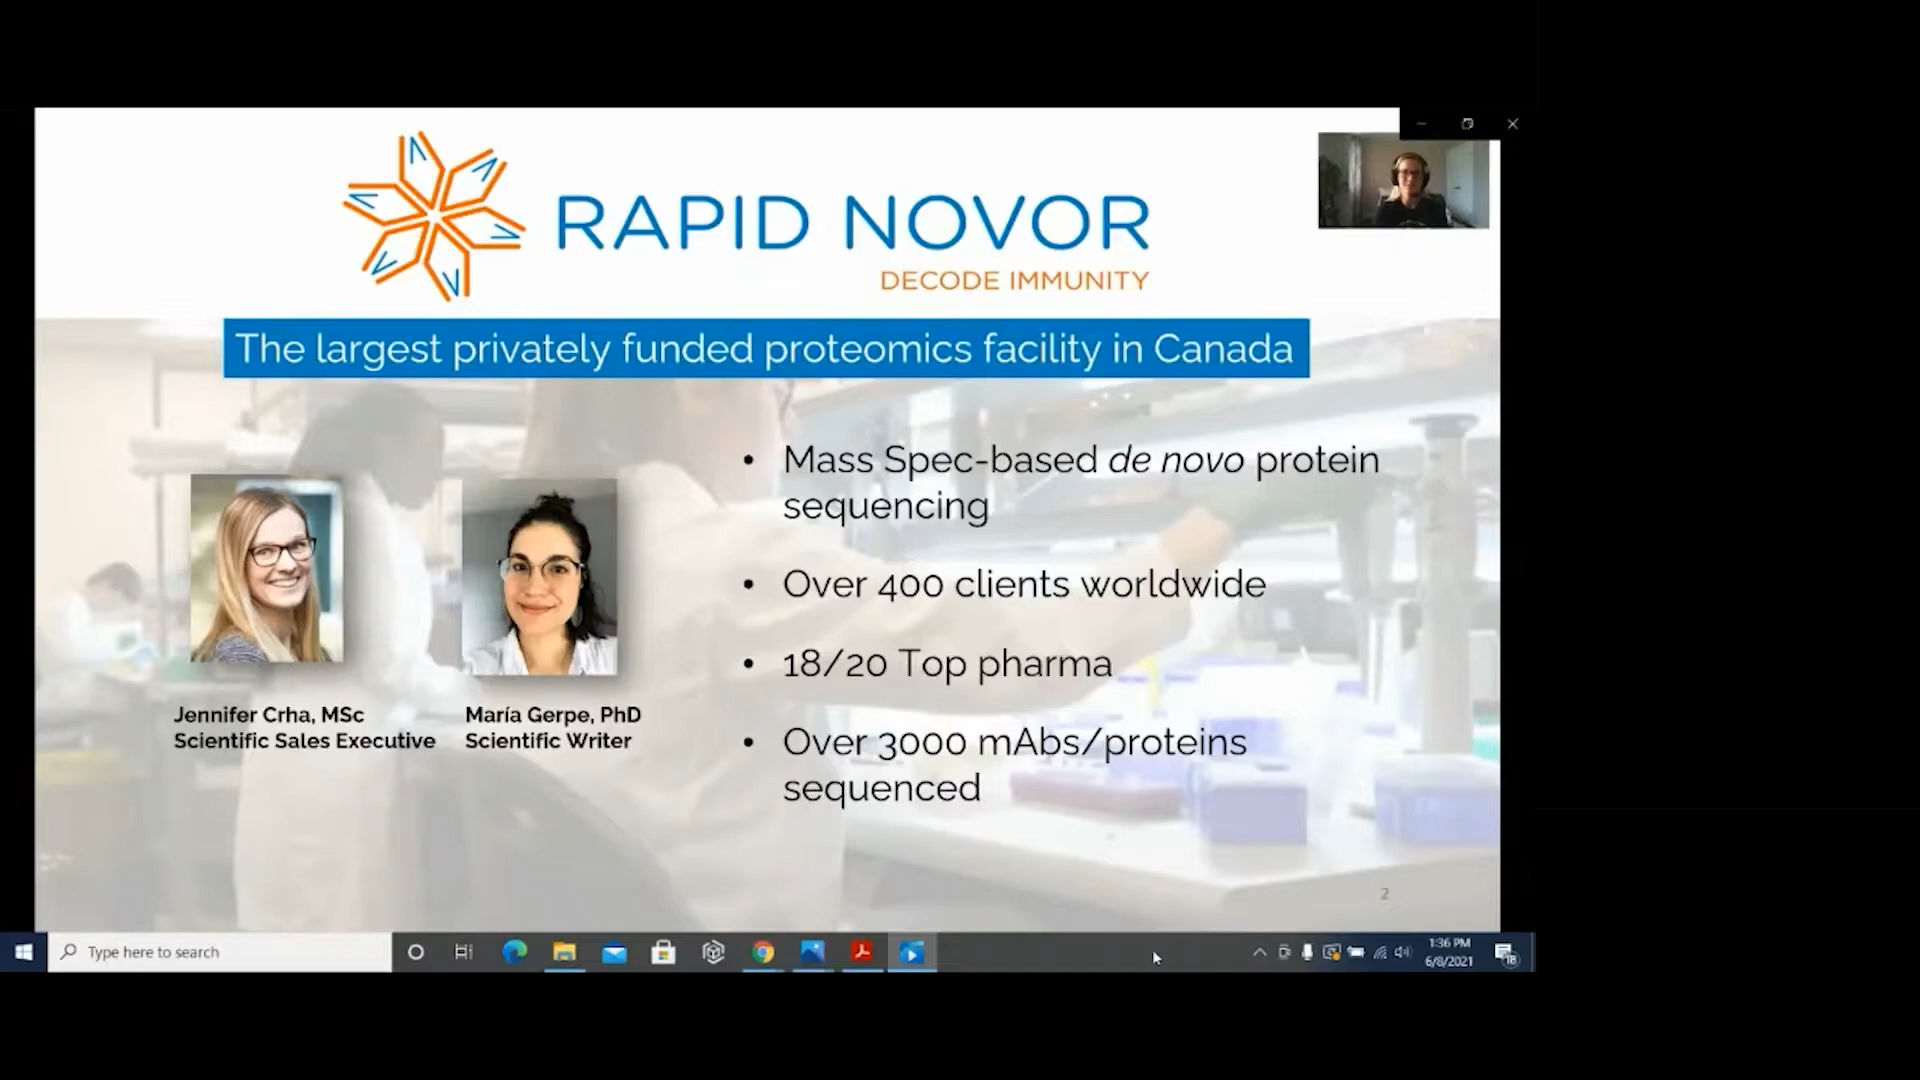 RAPID NOVOR
DECODE IMMUNITY
The largest privately funded proteomics facility in Canada
• Mass Spec-based de novo protein
sequencing
• Over 400 clients worldwide
• 18/20 Top pharma
• Over 3000 mAbs/proteins
sequenced
Jennifer Crha, MSc
Scientific Sales Executive
María Gerpe, PhD
Scientific Writer
2
Type here to search
1:36 PM
6/8/2021
18